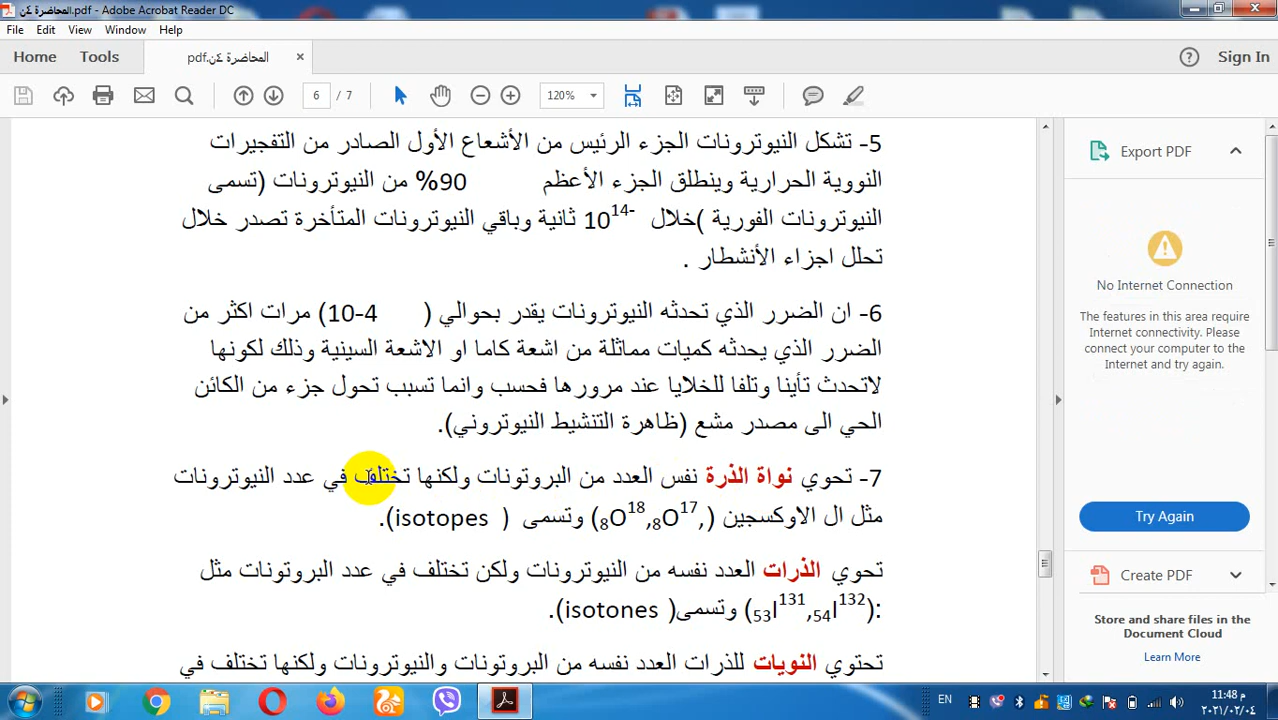 المحاضرة ٤ن.pdf - Adobe Acrobat Reader DC
File Edit View Window Help
Home Tools المحاضرة ٤ن.pdf × Sign In
6 / 7 120%
5- تشكل النيوترونات الجزء الرئيس من الأشعاع الأول الصادر من التفجيرات
النووية الحرارية وينطلق الجزء الأعظم 90% من النيوترونات (تسمى
النيوترونات الفورية )خلال 10¹⁴⁻ ثانية وباقي النيوترونات المتأخرة تصدر خلال
تحلل اجزاء الأنشطار .
6- ان الضرر الذي تحدثه النيوترونات يقدر بحوالي ( 4-10) مرات اكثر من
الضرر الذي يحدثه كميات مماثلة من اشعة كاما او الاشعة السينية وذلك لكونها
لاتحدث تأينا وتلفا للخلايا عند مرورها فحسب وانما تسبب تحول جزء من الكائن
الحي الى مصدر مشع (ظاهرة التنشيط النيوتروني).
7- تحوي نواة الذرة نفس العدد من البروتونات ولكنها تختلف في عدد النيوترونات
مثل ال الاوكسجين (₈O¹⁸,₈O¹⁷,) وتسمى ( isotopes).
تحوي الذرات العدد نفسه من النيوترونات ولكن تختلف في عدد البروتونات مثل
:(₅₃I¹³¹,₅₄I¹³²) وتسمى( isotones).
تحتوي النويات للذرات العدد نفسه من البروتونات والنيوترونات ولكنها تختلف في
Export PDF
No Internet Connection
The features in this area require
Internet connectivity. Please
connect your computer to the
Internet and try again.
Try Again
Create PDF
Store and share files in the
Document Cloud
Learn More
EN
11:48 م
٢٠٢١/٠٢/٠٤